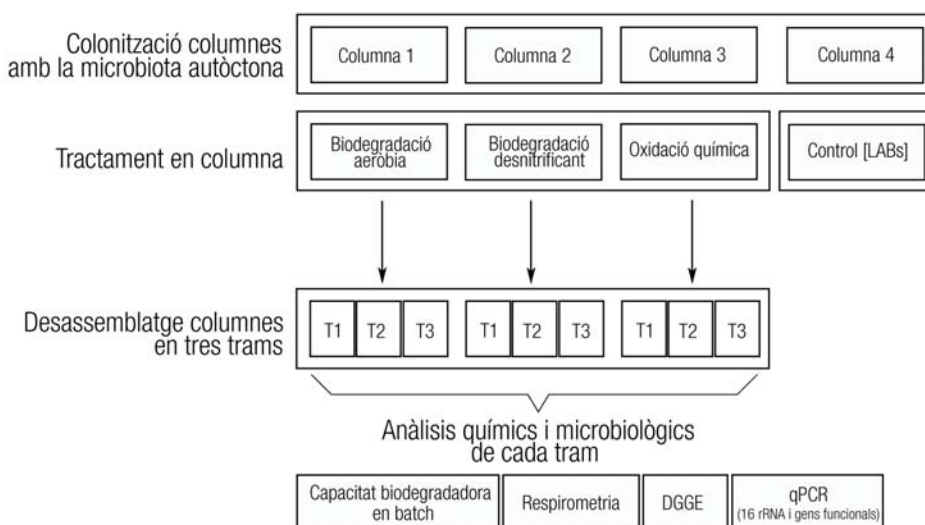 Colonització columnes
amb la microbiota autòctona
Columna 1
Columna 2
Columna 3
Columna 4
Tractament en columna
Biodegradació
aeròbia
Biodegradació
desnitrificant
Oxidació química
Control [LABs]
Desassemblatge columnes
en tres trams
T1 T2 T3
T1 T2 T3
T1 T2 T3
Anàlisis químics i microbiològics
de cada tram
Capacitat biodegradadora
en batch
Respirometria
DGGE
qPCR
(16 rRNA i gens funcionals)